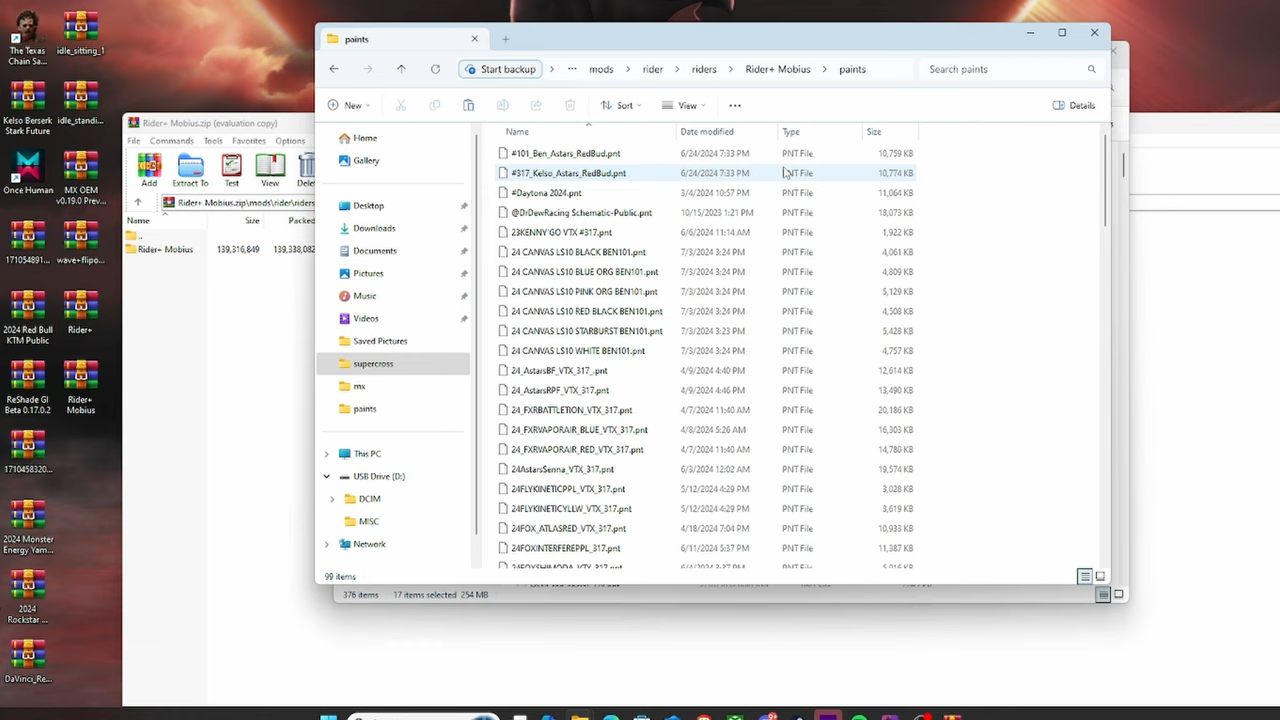 The Texas
Chain Sa...
idle_sitting_1
Kelso Berserk
Stark Future
idle_standi...
Once Human
MX OEM
v0.19.0 Prev...
171054891...
wave+flipo...
2024 Red Bull
KTM Public
Rider+
ReShade GI
Beta 0.17.0.2
Rider+
Mobius
1710458320...
2024 Monster
Energy Yam...
2024
Rockstar ...
DaVinci_Re...
Rider+ Mobius.zip (evaluation copy)
File Commands Tools Favorites Options
Add Extract To Test View Delet
Rider+ Mobius.zip\mods\rider\riders
Name Size Packed
..
Rider+ Mobius 139,316,849 139,338,082
paints
Start backup > ... mods > rider > riders > Rider+ Mobius > paints
Search paints
New Sort View ... Details
Home
Gallery
Desktop
Downloads
Documents
Pictures
Music
Videos
Saved Pictures
supercross
mx
paints
This PC
USB Drive (D:)
DCIM
MISC
Network
Name Date modified Type Size
#101_Ben_Astars_RedBud.pnt 6/24/2024 7:33 PM PNT File 10,759 KB
#317_Kelso_Astars_RedBud.pnt 6/24/2024 7:33 PM PNT File 10,774 KB
#Daytona 2024.pnt 3/4/2024 10:57 PM PNT File 11,064 KB
@DrDewRacing Schematic-Public.pnt 10/15/2023 1:21 PM PNT File 18,073 KB
23KENNY GO VTX #317.pnt 6/6/2024 11:14 AM PNT File 1,922 KB
24 CANVAS LS10 BLACK BEN101.pnt 7/3/2024 3:24 PM PNT File 4,061 KB
24 CANVAS LS10 BLUE ORG BEN101.pnt 7/3/2024 3:24 PM PNT File 4,809 KB
24 CANVAS LS10 PINK ORG BEN101.pnt 7/3/2024 3:24 PM PNT File 5,129 KB
24 CANVAS LS10 RED BLACK BEN101.pnt 7/3/2024 3:24 PM PNT File 4,508 KB
24 CANVAS LS10 STARBURST BEN101.pnt 7/3/2024 3:23 PM PNT File 5,428 KB
24 CANVAS LS10 WHITE BEN101.pnt 7/3/2024 3:24 PM PNT File 4,757 KB
24_AstarsBF_VTX_317_.pnt 4/9/2024 4:40 PM PNT File 12,614 KB
24_AstarsRPF_VTX_317.pnt 4/9/2024 4:46 PM PNT File 13,490 KB
24_FXRBATTLETION_VTX_317.pnt 4/7/2024 11:40 AM PNT File 20,186 KB
24_FXRVAPORAIR_BLUE_VTX_317.pnt 4/8/2024 5:26 AM PNT File 16,303 KB
24_FXRVAPORAIR_RED_VTX_317.pnt 4/7/2024 11:40 AM PNT File 14,780 KB
24AstarsSenna_VTX_317.pnt 6/3/2024 12:02 AM PNT File 19,574 KB
24FLYKINETICPPL_VTX_317.pnt 5/12/2024 4:29 PM PNT File 3,028 KB
24FLYKINETICYLLW_VTX_317.pnt 5/12/2024 4:29 PM PNT File 3,619 KB
24FOX_ATLASRED_VTX_317.pnt 4/18/2024 7:04 PM PNT File 10,933 KB
24FOXINTERFEREPPL_317.pnt 6/11/2024 5:37 PM PNT File 11,387 KB
99 items
376 items 17 items selected 254 MB